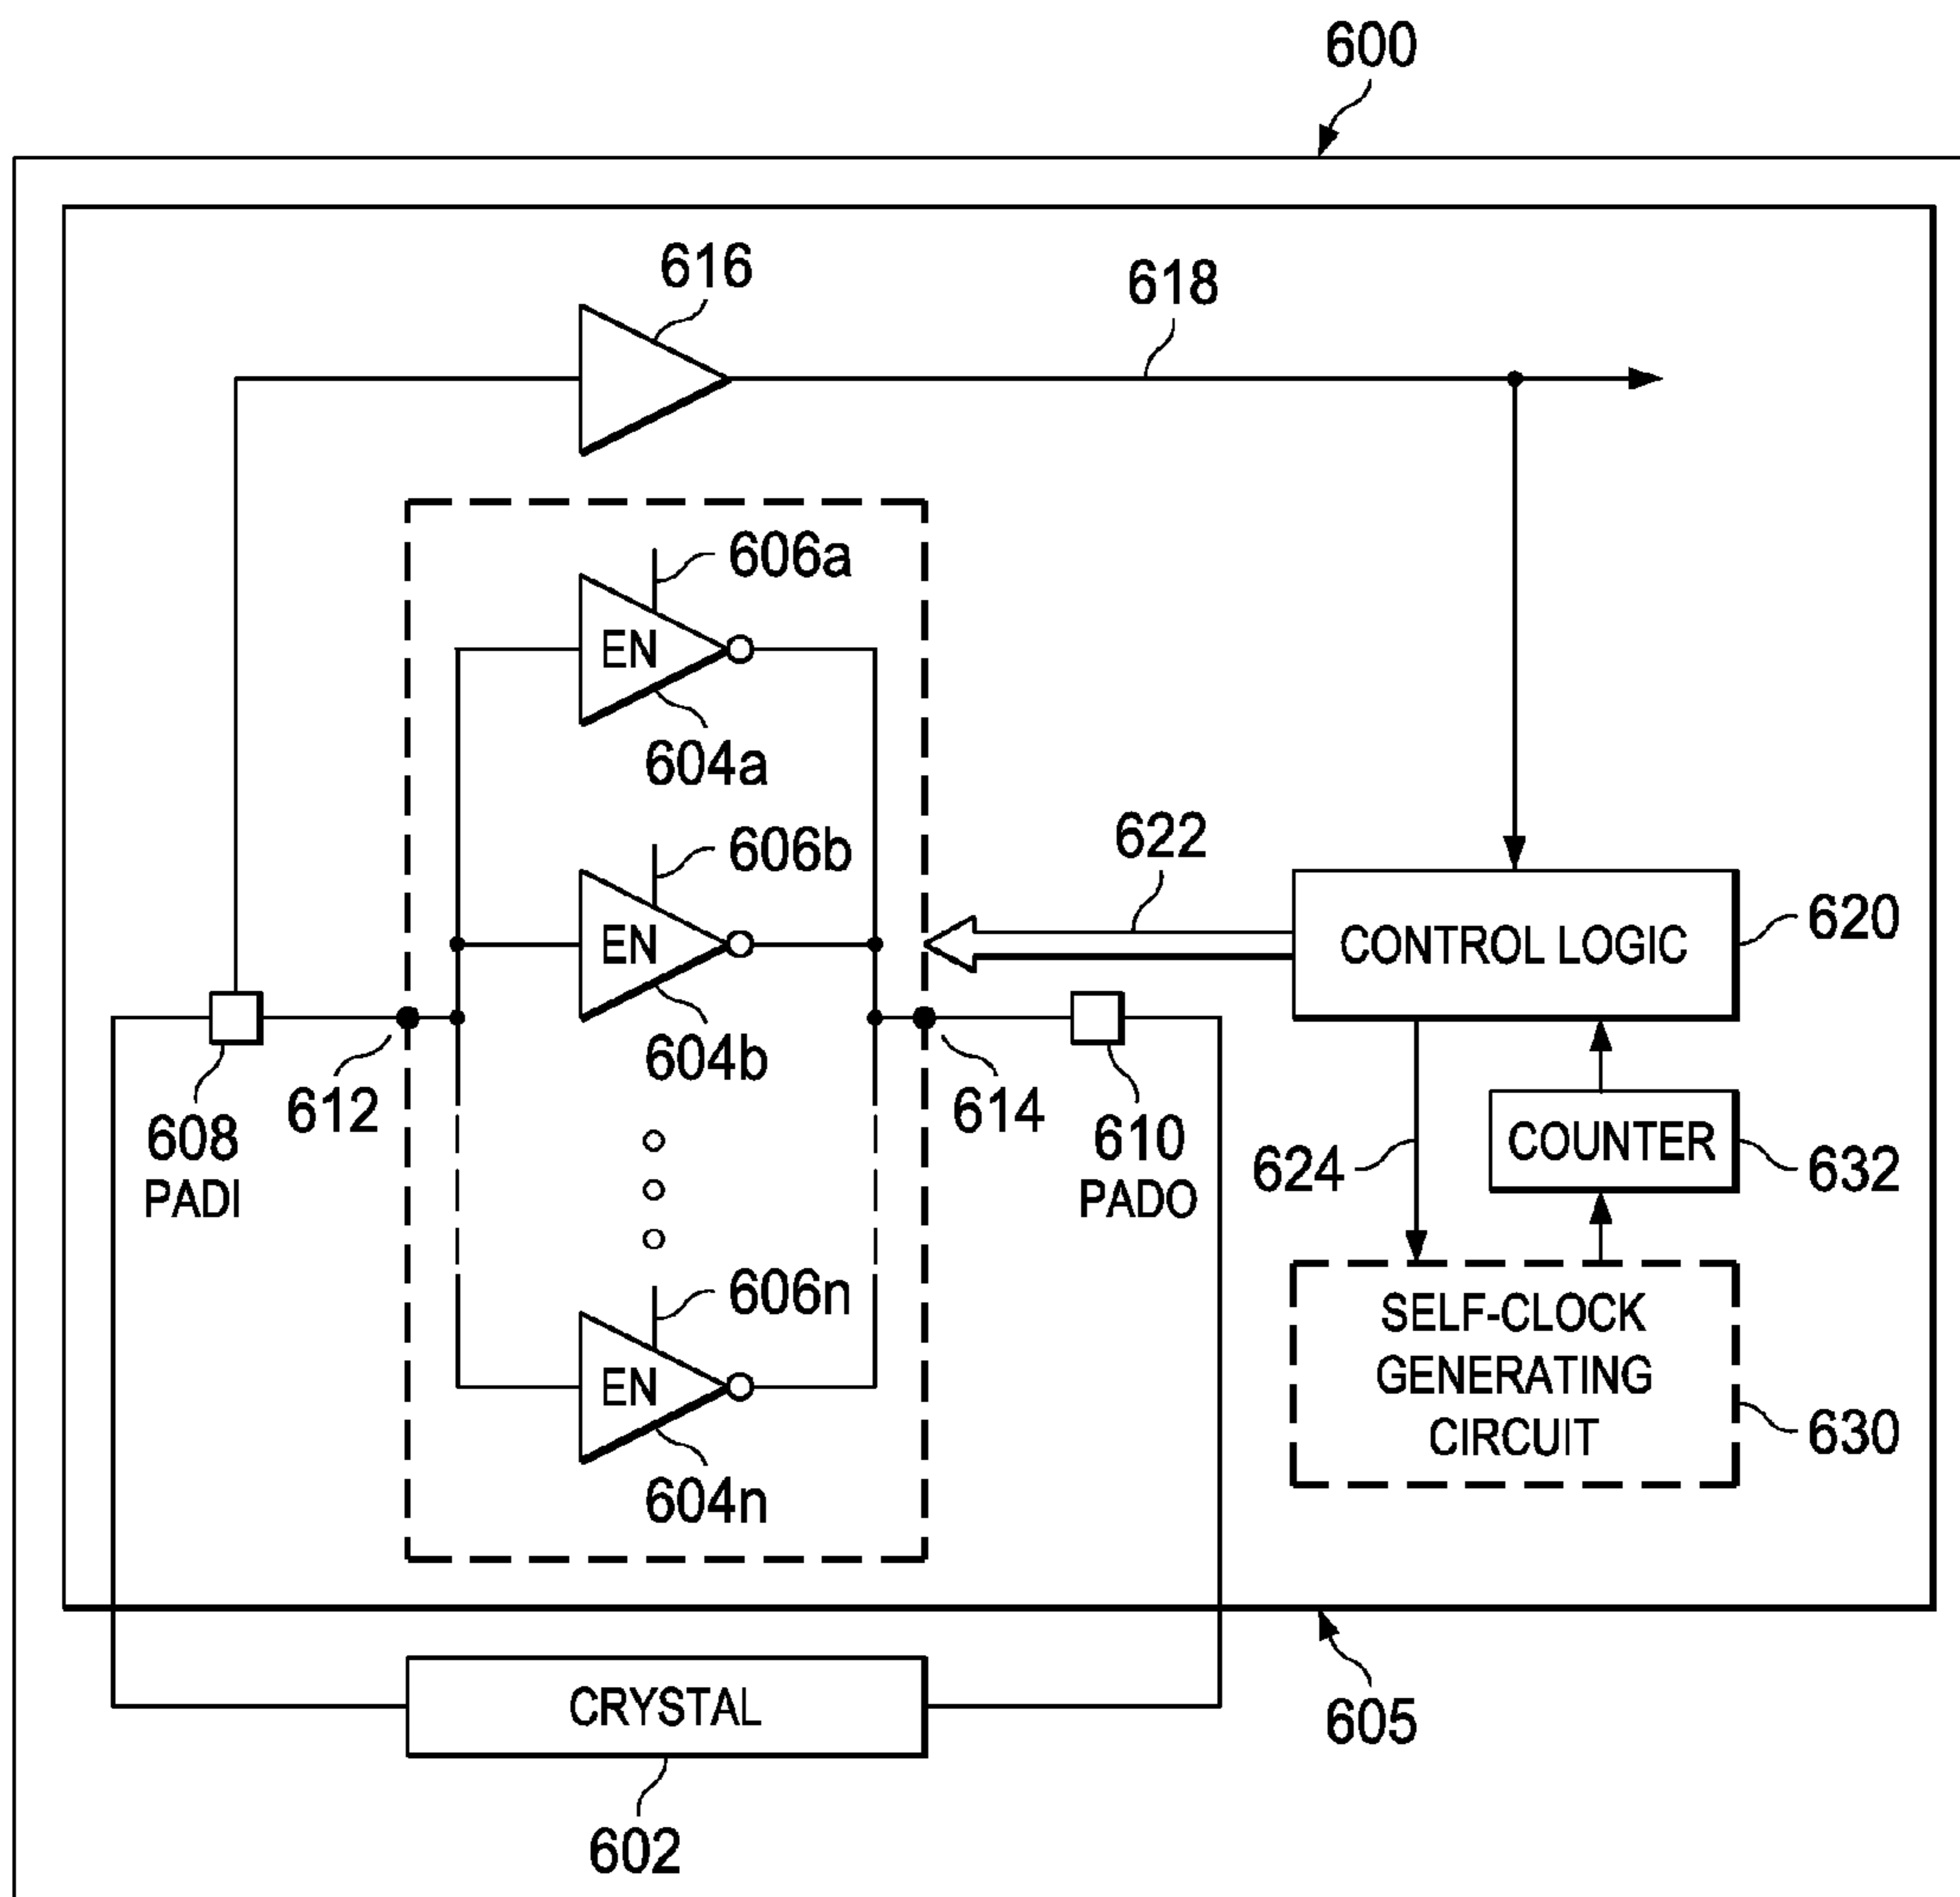 600
616
618
606a
EN
604a
606b
EN
604b
622
CONTROL LOGIC
620
608
PADI
612
614
610
PADO
624
COUNTER
632
606n
EN
604n
SELF-CLOCK
GENERATING
CIRCUIT
630
CRYSTAL
602
605